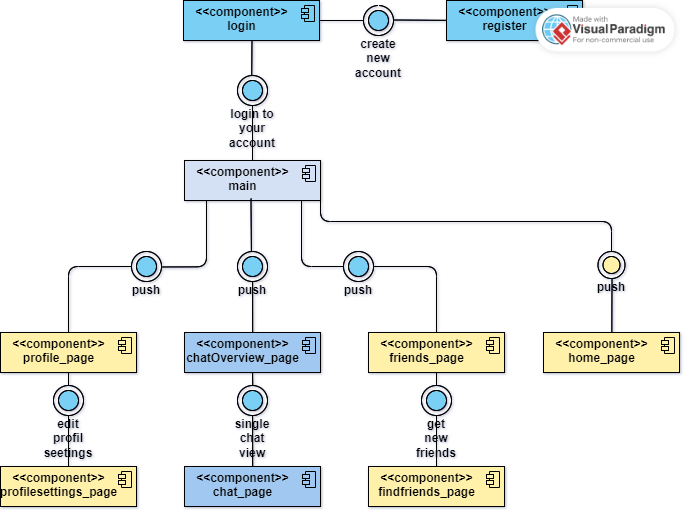 <<component>>
login
create
new
account
<<component>>
register
Made with
VisualParadigm
For non-commercial use
login to
your
account
<<component>>
main
push
push
push
push
<<component>>
profile_page
<<component>>
chatOverview_page
<<component>>
friends_page
<<component>>
home_page
edit
profil
seetings
single
chat
view
get
new
friends
<<component>>
profilesettings_page
<<component>>
chat_page
<<component>>
findfriends_page